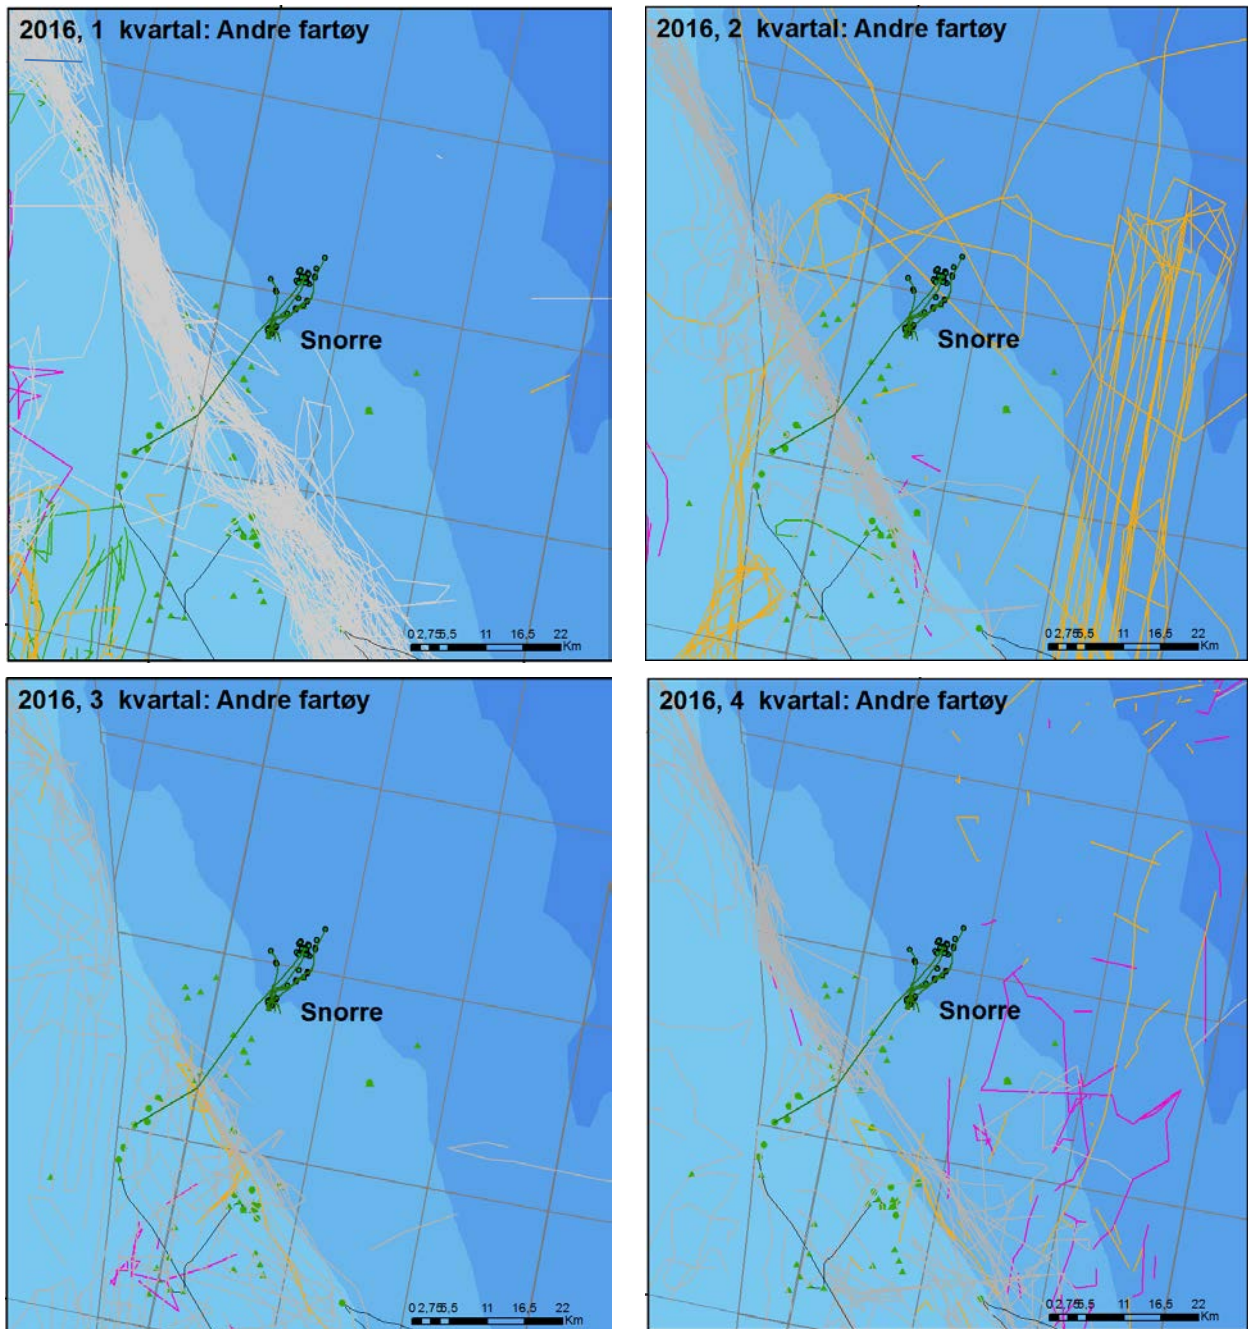 2016, 1 kvartal: Andre fartøy
Snorre
0 2,75 5,5 11 16,5 22
Km
2016, 2 kvartal: Andre fartøy
Snorre
0 2,75 5,5 11 16,5 22
Km
2016, 3 kvartal: Andre fartøy
Snorre
0 2,75 5,5 11 16,5 22
Km
2016, 4 kvartal: Andre fartøy
Snorre
0 2,75 5,5 11 16,5 22
Km